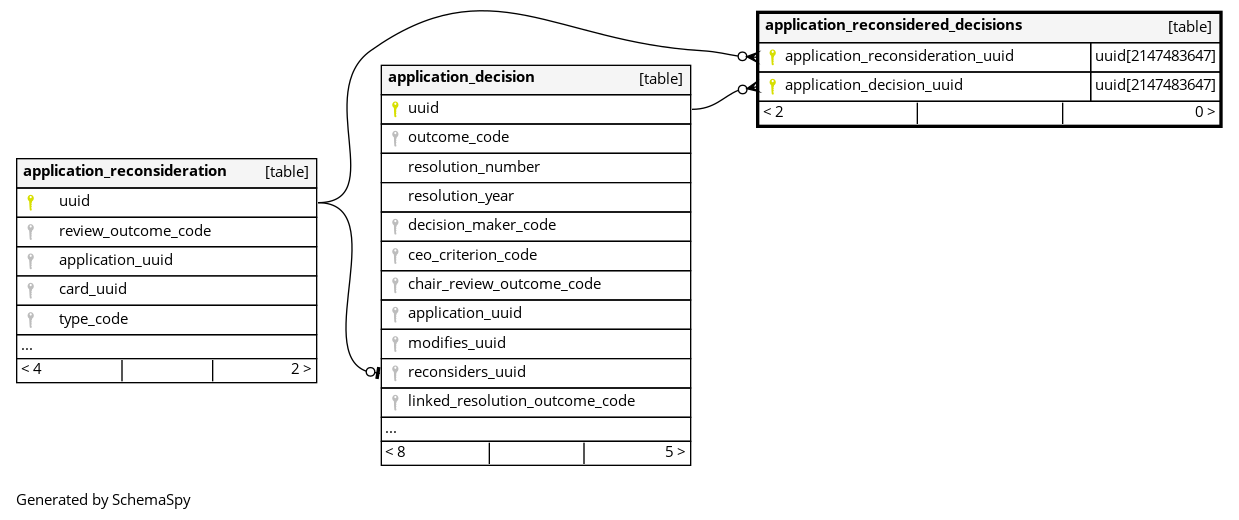 application_reconsidered_decisions [table]
application_reconsideration_uuid uuid[2147483647]
application_decision_uuid uuid[2147483647]
< 2 0 >
application_decision [table]
uuid
outcome_code
resolution_number
resolution_year
decision_maker_code
ceo_criterion_code
chair_review_outcome_code
application_uuid
modifies_uuid
reconsiders_uuid
linked_resolution_outcome_code
...
< 8 5 >
application_reconsideration [table]
uuid
review_outcome_code
application_uuid
card_uuid
type_code
...
< 4 2 >
Generated by SchemaSpy